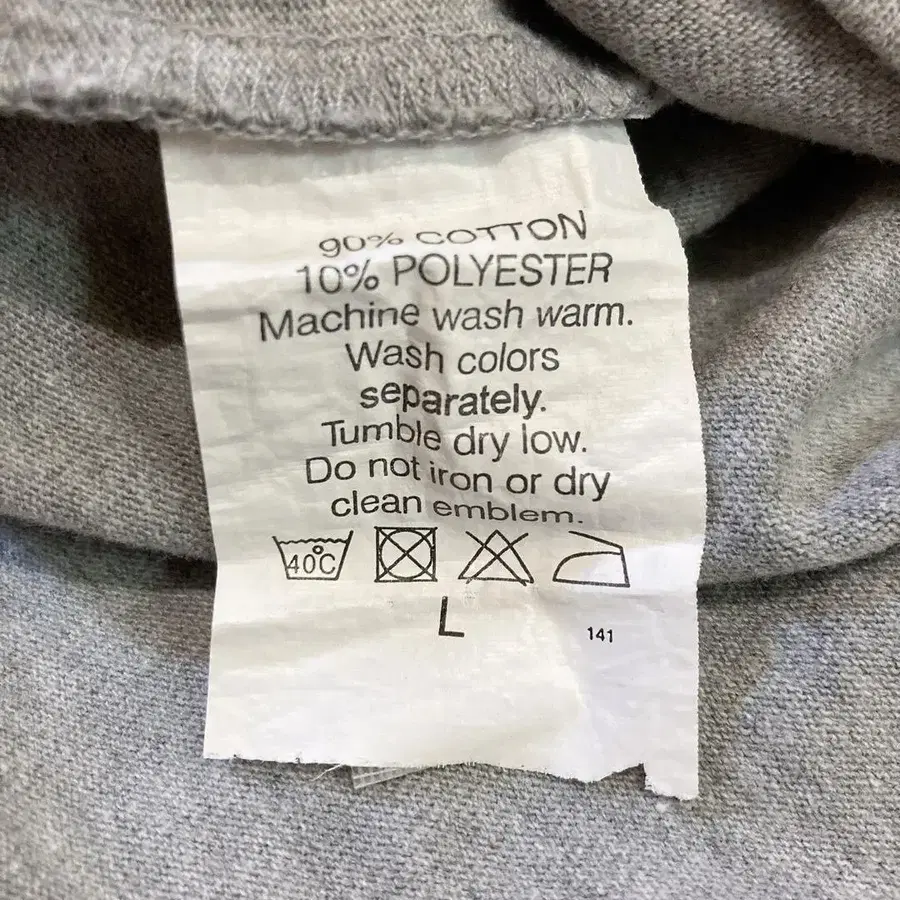 90% COTTON
10% POLYESTER
Machine wash warm.
Wash colors
separately.
Tumble dry low.
Do not iron or dry
clean emblem.
40°C
L
141